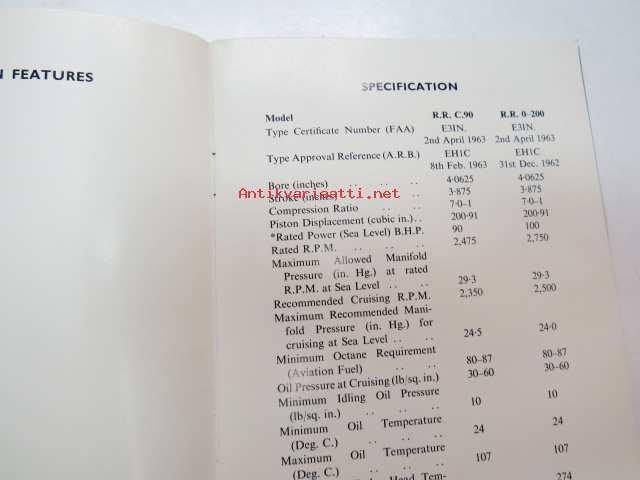 N FEATURES
SPECIFICATION
Model R.R. C.90 R.R. 0-200
Type Certificate Number (FAA) E3IN. E3IN.
2nd April 1963 2nd April 1963
Type Approval Reference (A.R.B.) EH1C EH1C
8th Feb. 1963 31st Dec. 1962
Bore (inches) .. .. .. 4·0625 4·0625
Antikvariaatti.net
Stroke (inches) .. .. 3·875 3·875
Compression Ratio .. .. 7·0–1 7·0–1
Piston Displacement (cubic in.) .. 200·91 200·91
*Rated Power (Sea Level) B.H.P. 90 100
Rated R.P.M. .. .. .. 2,475 2,750
Maximum Allowed Manifold
Pressure (in. Hg.) at rated
R.P.M. at Sea Level .. .. 29·3 29·3
Recommended Cruising R.P.M. 2,350 2,500
Maximum Recommended Mani-
fold Pressure (in. Hg.) for
cruising at Sea Level .. .. 24·5 24·0
Minimum Octane Requirement
(Aviation Fuel) .. .. 80–87 80–87
Oil Pressure at Cruising (lb/sq. in.) 30–60 30–60
Minimum Idling Oil Pressure
(lb/sq. in.) .. .. .. 10 10
Minimum Oil Temperature
(Deg. C.) .. .. .. 24 24
Maximum Oil Temperature
(Deg. C.) .. .. .. 107 107
Head Tem- 274